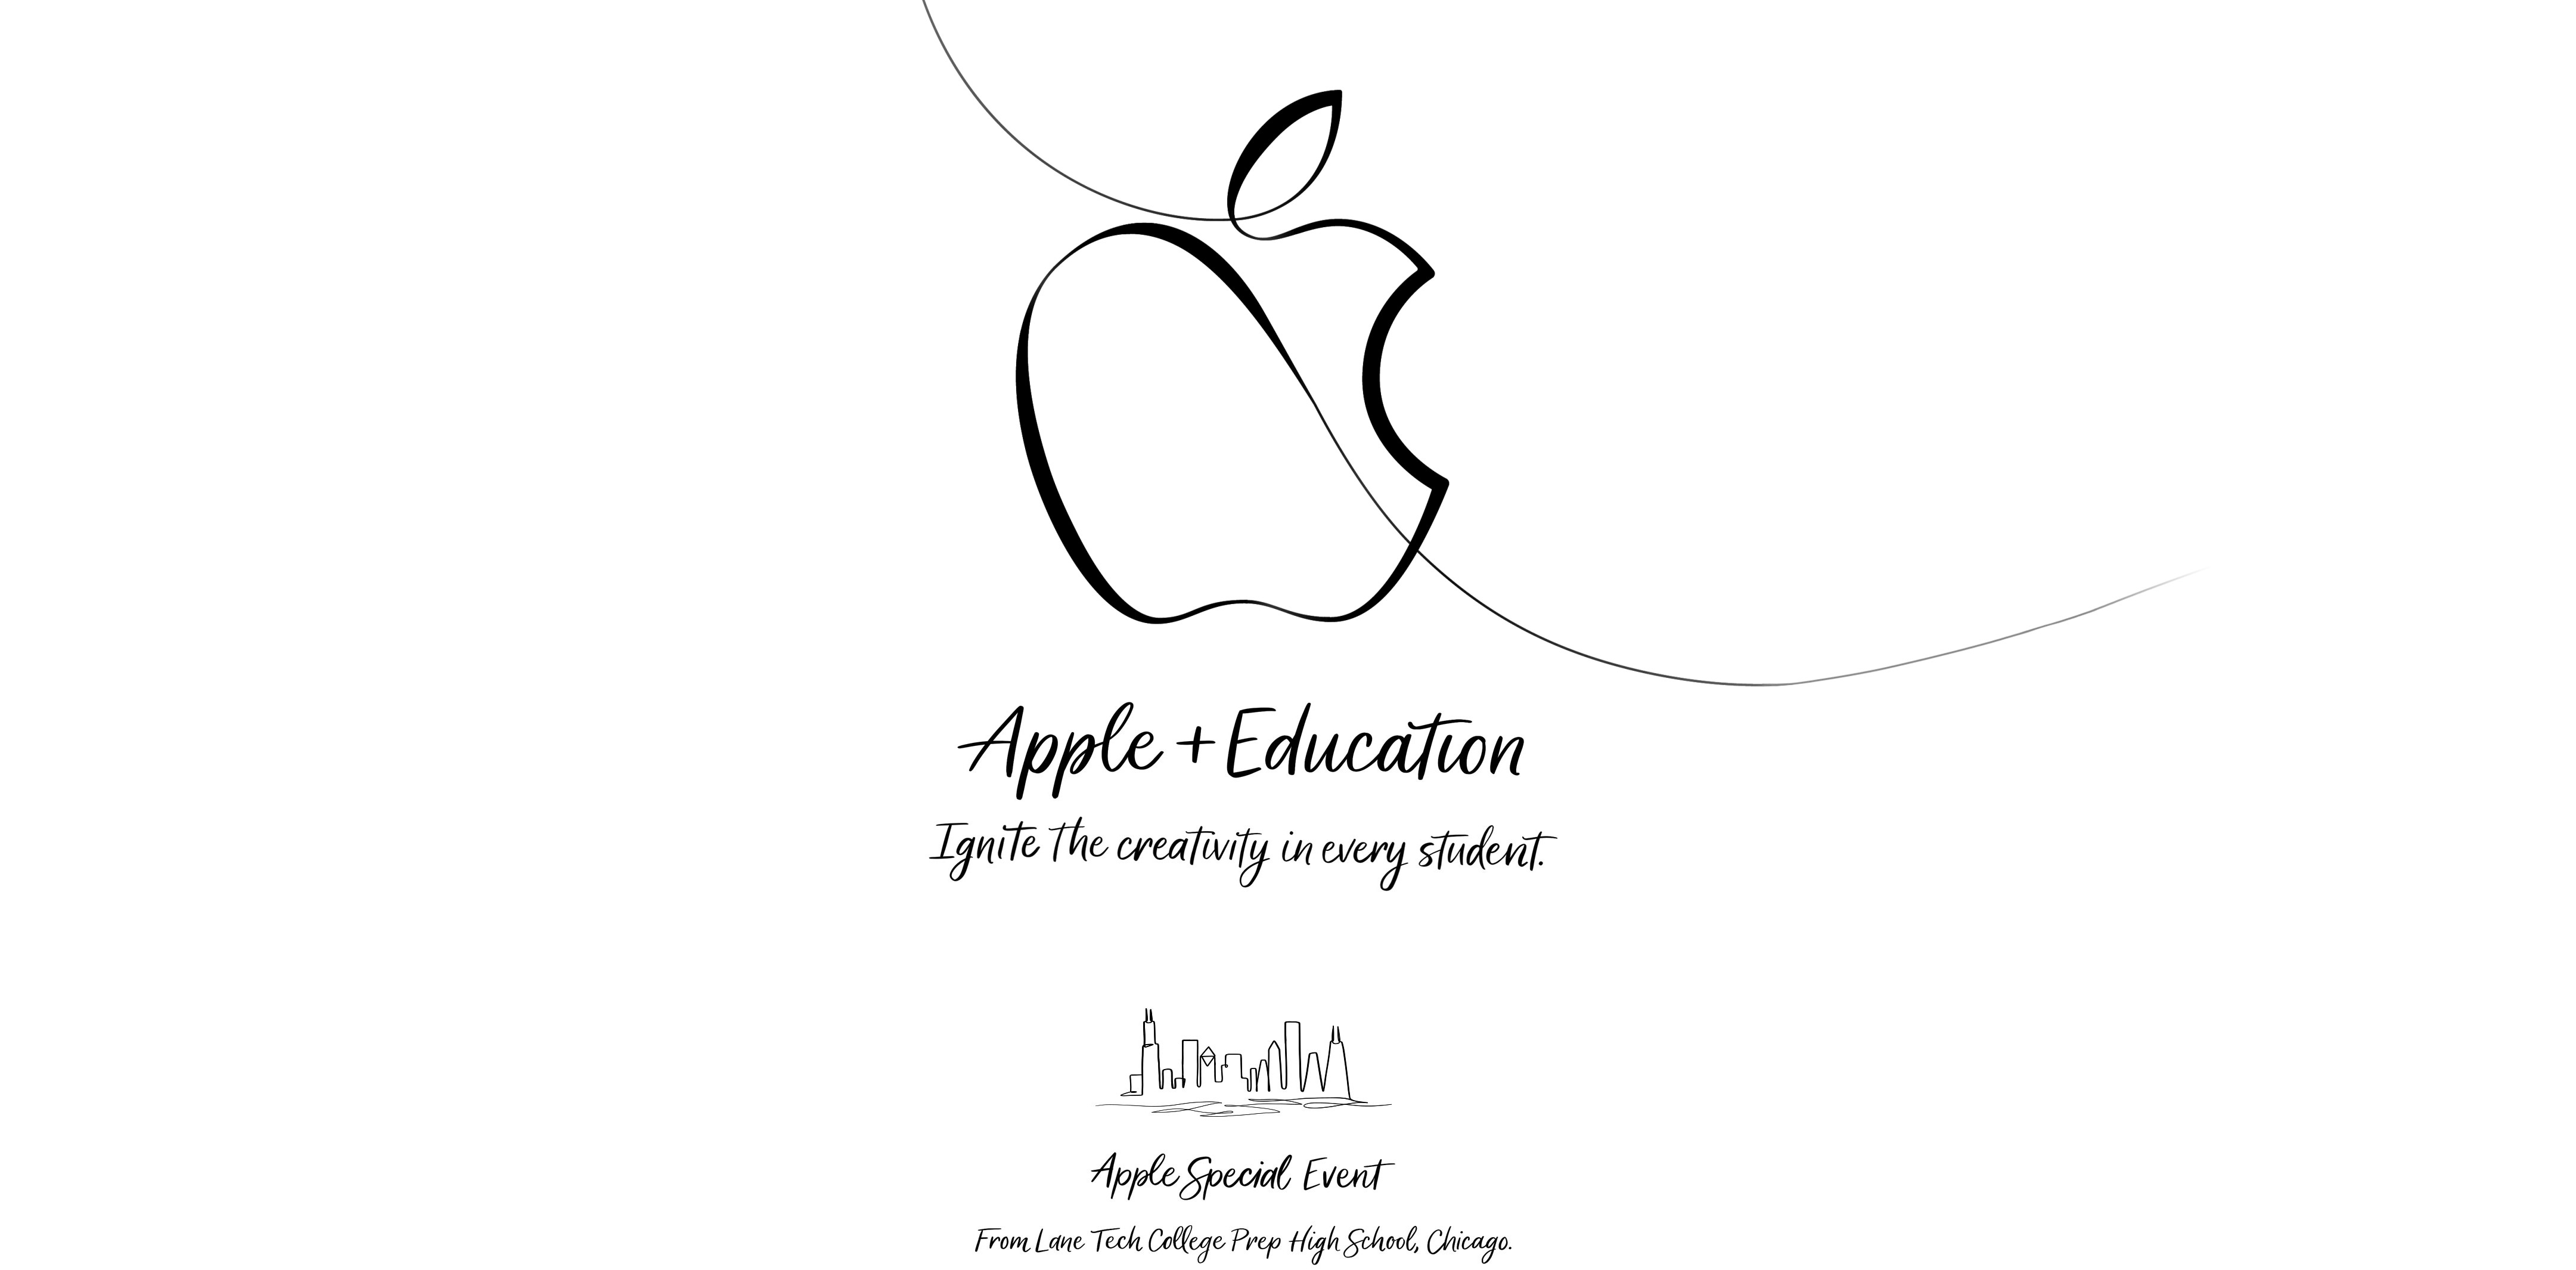 Apple + Education
Ignite the creativity in every student.
Apple Special Event
From Lane Tech College Prep High School, Chicago.